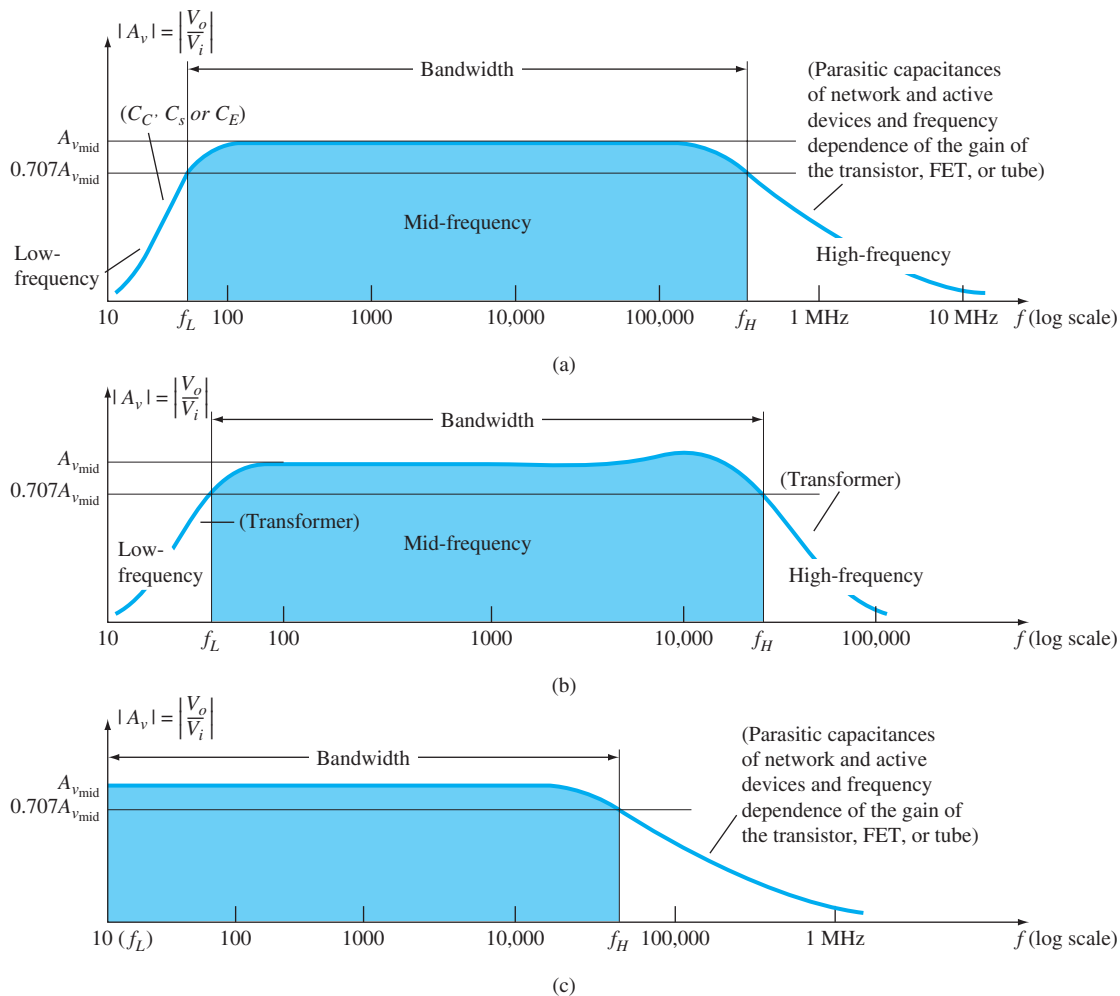 | A_v | = |V_o / V_i|
Bandwidth
(Parasitic capacitances
of network and active
devices and frequency
dependence of the gain of
the transistor, FET, or tube)
(C_C, C_s or C_E)
A_v_mid
0.707A_v_mid
Mid-frequency
Low-
frequency
High-frequency
10 f_L 100 1000 10,000 100,000 f_H 1 MHz 10 MHz f (log scale)
(a)
| A_v | = |V_o / V_i|
Bandwidth
A_v_mid
0.707A_v_mid
(Transformer)
(Transformer)
Mid-frequency
Low-
frequency
High-frequency
10 f_L 100 1000 10,000 f_H 100,000 f (log scale)
(b)
| A_v | = |V_o / V_i|
Bandwidth
(Parasitic capacitances
of network and active
devices and frequency
dependence of the gain of
the transistor, FET, or tube)
A_v_mid
0.707A_v_mid
10 (f_L) 100 1000 10,000 f_H 100,000 1 MHz f (log scale)
(c)